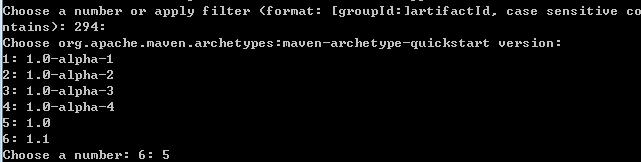 Choose a number or apply filter (format: [groupId:]artifactId, case sensitive co
ntains): 294:
Choose org.apache.maven.archetypes:maven-archetype-quickstart version:
1: 1.0-alpha-1
2: 1.0-alpha-2
3: 1.0-alpha-3
4: 1.0-alpha-4
5: 1.0
6: 1.1
Choose a number: 6: 5